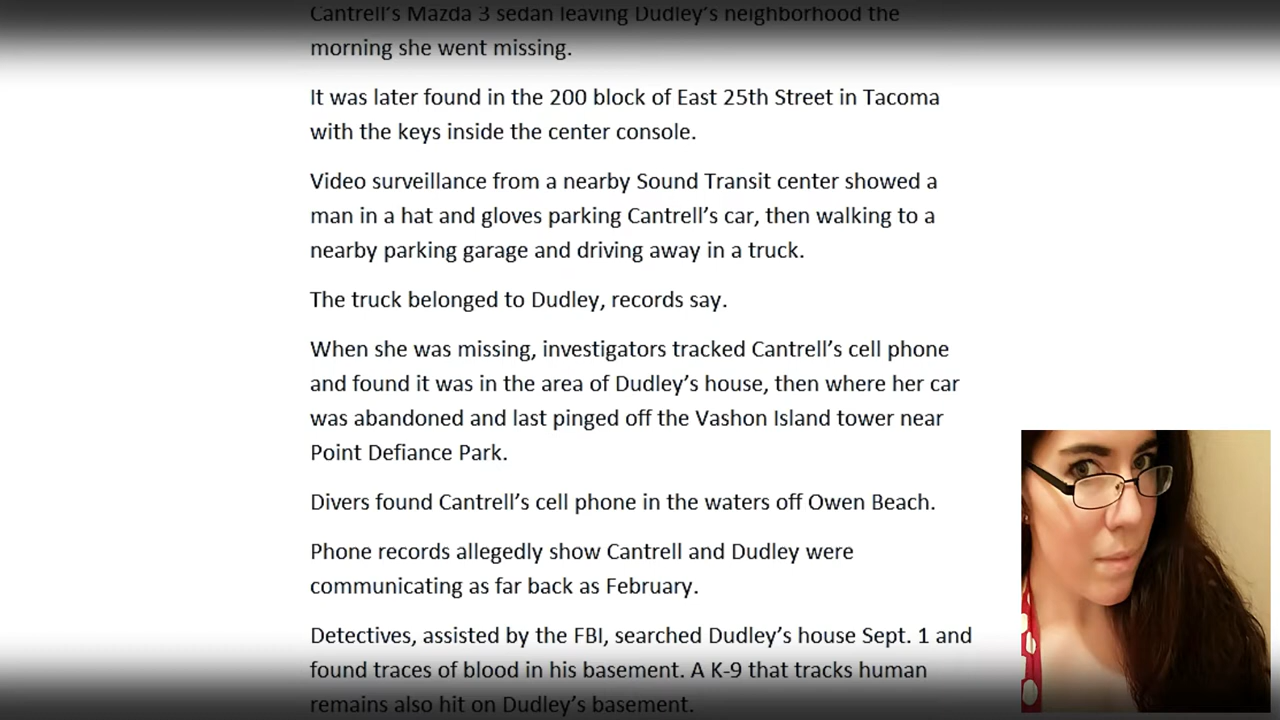 Cantrell’s Mazda 3 sedan leaving Dudley’s neighborhood the
morning she went missing.
It was later found in the 200 block of East 25th Street in Tacoma
with the keys inside the center console.
Video surveillance from a nearby Sound Transit center showed a
man in a hat and gloves parking Cantrell’s car, then walking to a
nearby parking garage and driving away in a truck.
The truck belonged to Dudley, records say.
When she was missing, investigators tracked Cantrell’s cell phone
and found it was in the area of Dudley’s house, then where her car
was abandoned and last pinged off the Vashon Island tower near
Point Defiance Park.
Divers found Cantrell’s cell phone in the waters off Owen Beach.
Phone records allegedly show Cantrell and Dudley were
communicating as far back as February.
Detectives, assisted by the FBI, searched Dudley’s house Sept. 1 and
found traces of blood in his basement. A K-9 that tracks human
remains also hit on Dudley’s basement.